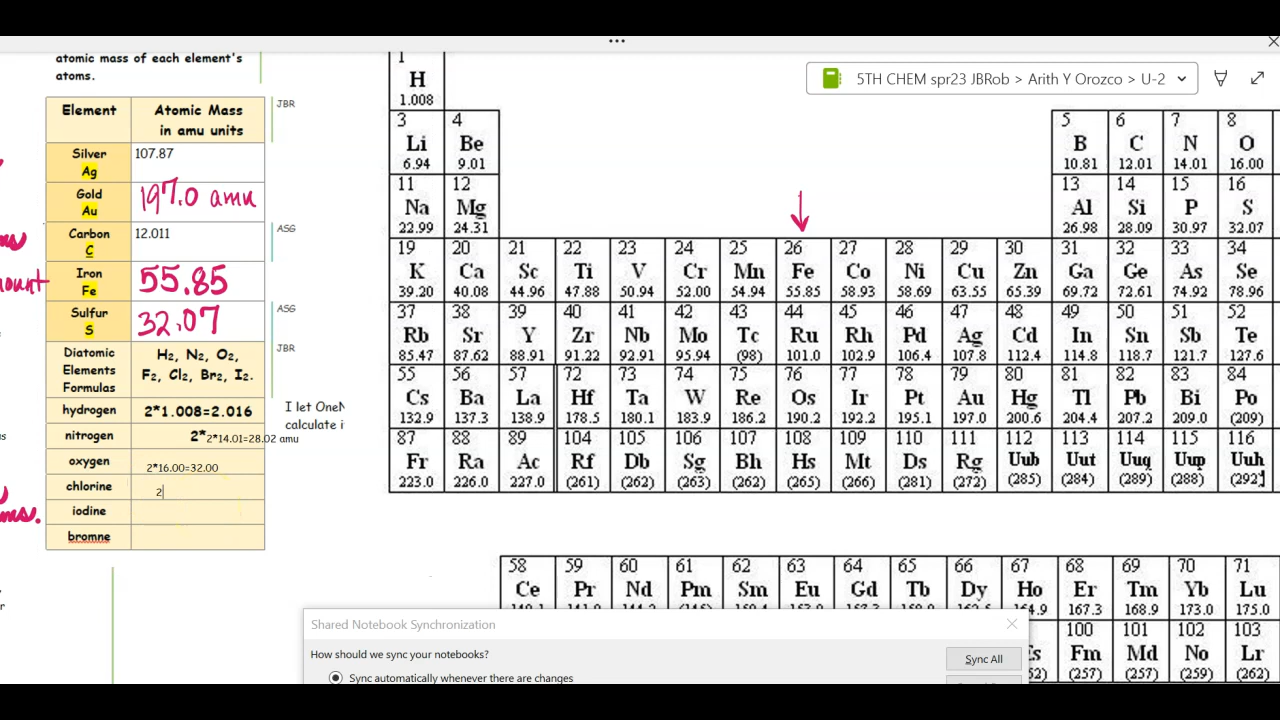 atomic mass of each element's
atoms.
Element Atomic Mass
in amu units
JBR
Silver 107.87
Ag
Gold 197.0 amu
Au
Carbon 12.011
C
ASG
Iron 55.85
Fe
Sulfur 32.07
S
ASG
Diatomic H2, N2, O2,
Elements F2, Cl2, Br2, I2.
Formulas
JBR
hydrogen 2*1.008=2.016
nitrogen 2*2*14.01=28.02 amu
oxygen 2*16.00=32.00
chlorine 2
iodine
bromne
ount
I let OneN
calculate i
5TH CHEM spr23 JBRob > Arith Y Orozco > U-2
1
H
1.008
3 4 5 6 7 8
Li Be B C N O
6.94 9.01 10.81 12.01 14.01 16.00
11 12 13 14 15 16
Na Mg Al Si P S
22.99 24.31 26.98 28.09 30.97 32.07
19 20 21 22 23 24 25 26 27 28 29 30 31 32 33 34
K Ca Sc Ti V Cr Mn Fe Co Ni Cu Zn Ga Ge As Se
39.20 40.08 44.96 47.88 50.94 52.00 54.94 55.85 58.93 58.69 63.55 65.39 69.72 72.61 74.92 78.96
37 38 39 40 41 42 43 44 45 46 47 48 49 50 51 52
Rb Sr Y Zr Nb Mo Tc Ru Rh Pd Ag Cd In Sn Sb Te
85.47 87.62 88.91 91.22 92.91 95.94 (98) 101.0 102.9 106.4 107.8 112.4 114.8 118.7 121.7 127.6
55 56 57 72 73 74 75 76 77 78 79 80 81 82 83 84
Cs Ba La Hf Ta W Re Os Ir Pt Au Hg Tl Pb Bi Po
132.9 137.3 138.9 178.5 180.1 183.9 186.2 190.2 192.2 195.1 197.0 200.6 204.4 207.2 209.0 (209)
87 88 89 104 105 106 107 108 109 110 111 112 113 114 115 116
Fr Ra Ac Rf Db Sg Bh Hs Mt Ds Rg Uub Uut Uuq Uup Uuh
223.0 226.0 227.0 (261) (262) (263) (262) (265) (266) (281) (272) (285) (284) (289) (288) (292)
58 59 60 61 62 63 64 65 66 67 68 69 70 71
Ce Pr Nd Pm Sm Eu Gd Tb Dy Ho Er Tm Yb Lu
167.3 168.9 173.0 175.0
100 101 102 103
Fm Md No Lr
(257) (257) (259) (262)
Shared Notebook Synchronization
How should we sync your notebooks?
Sync All
Sync automatically whenever there are changes